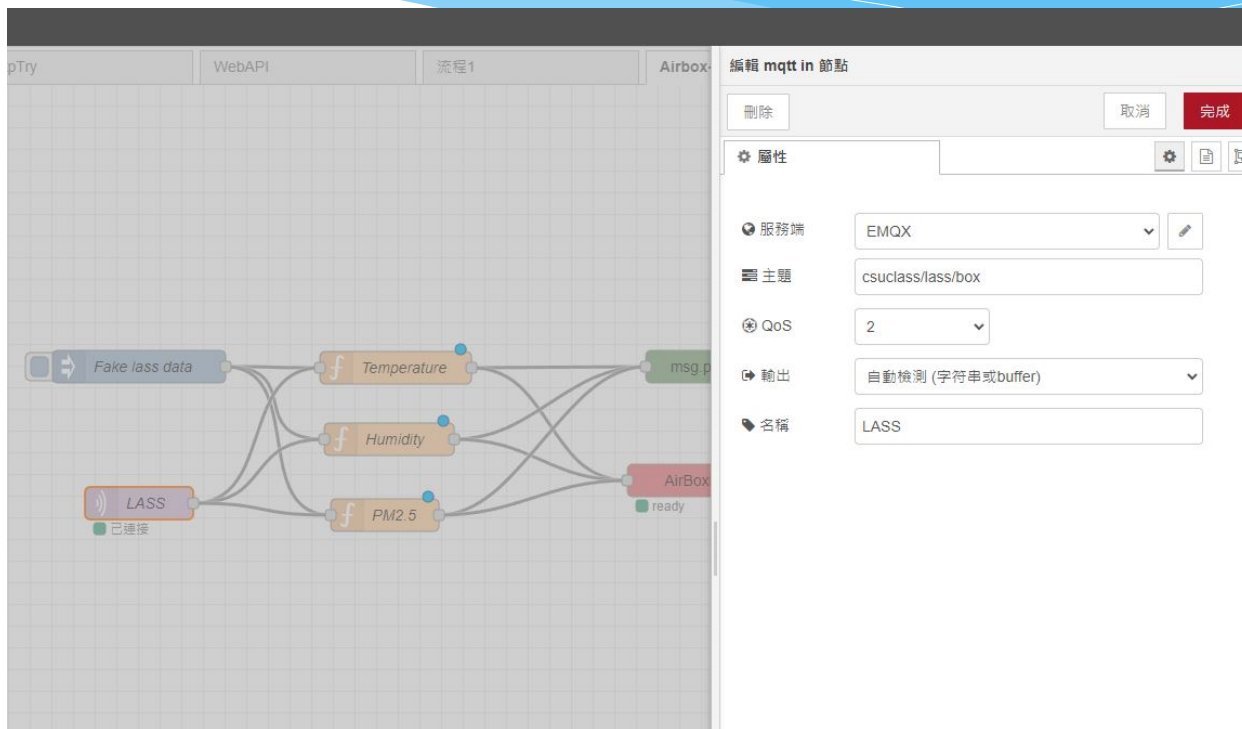 pTry
WebAPI
流程1
Airbox-
編輯 mqtt in 節點
刪除
取消
完成
屬性
服務端
EMQX
主題
csuclass/lass/box
QoS
2
輸出
自動檢測 (字符串或buffer)
名稱
LASS
Fake lass data
Temperature
msg.p
Humidity
AirBox
ready
LASS
已連接
PM2.5